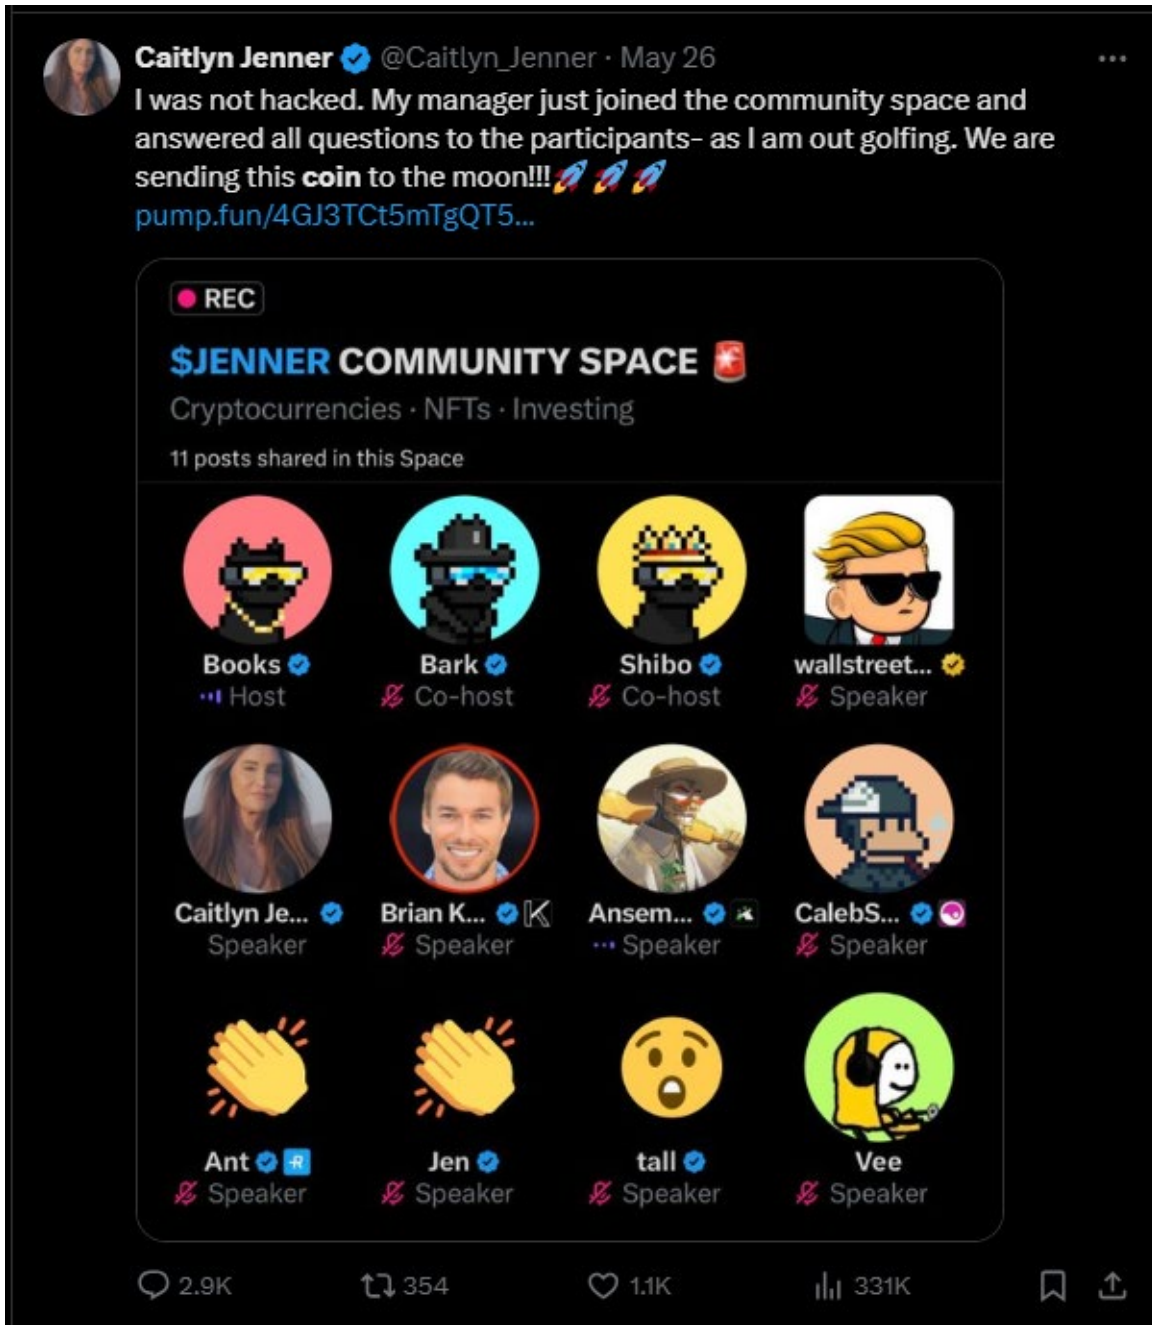 Caitlyn Jenner @Caitlyn_Jenner · May 26
I was not hacked. My manager just joined the community space and
answered all questions to the participants- as I am out golfing. We are
sending this coin to the moon!!!🚀🚀🚀
pump.fun/4GJ3TCt5mTgQT5...
REC
$JENNER COMMUNITY SPACE 🚨
Cryptocurrencies · NFTs · Investing
11 posts shared in this Space
Books Bark Shibo wallstreet...
Host Co-host Co-host Speaker
Caitlyn Je... Brian K... Ansem... CalebS...
Speaker Speaker Speaker Speaker
Ant Jen tall Vee
Speaker Speaker Speaker Speaker
2.9K 354 1.1K 331K